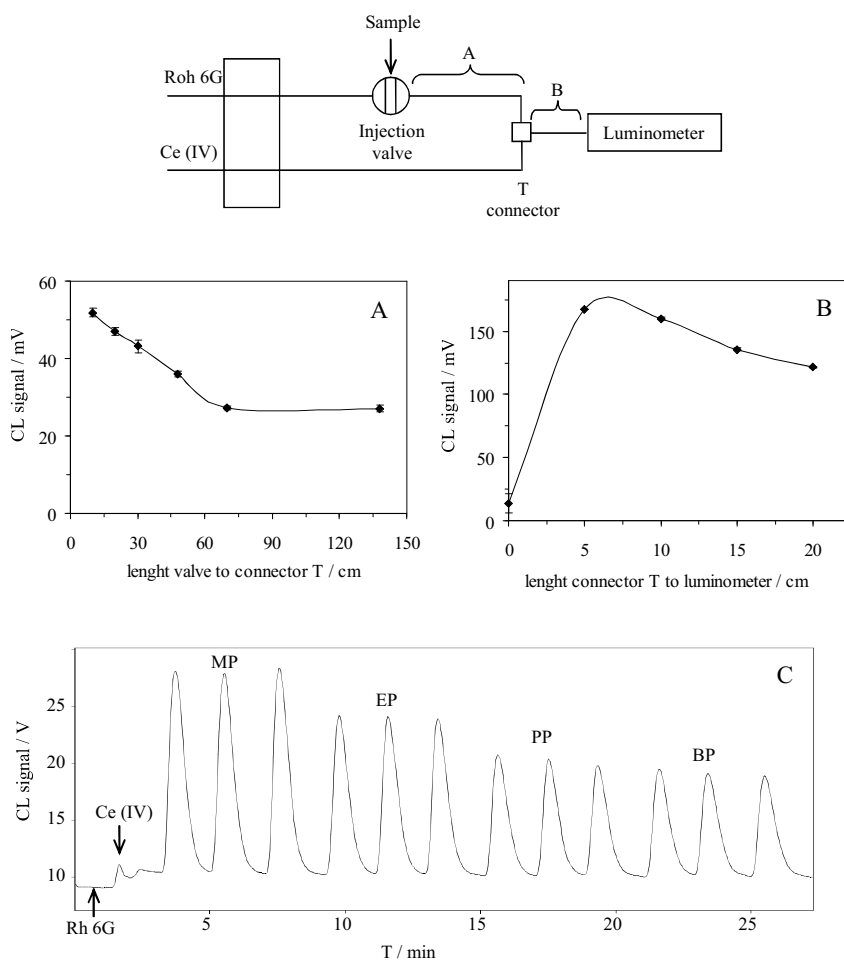 Sample
A
Roh 6G
B
Injection
valve
Luminometer
Ce (IV)
T
connector
60
40
20
0
CL signal / mV
A
0 30 60 90 120 150
lenght valve to connector T / cm
150
100
50
0
CL signal / mV
B
0 5 10 15 20
lenght connector T to luminometer / cm
25
20
15
10
CL signal / V
MP
EP
PP
BP
C
Ce (IV)
Rh 6G
5 10 15 20 25
T / min